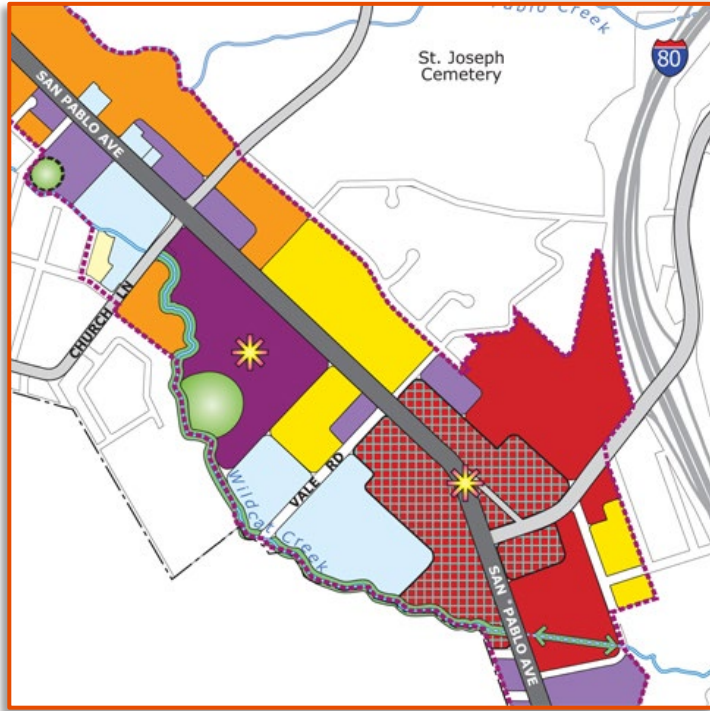 Pablo Creek
80
St. Joseph
Cemetery
SAN PABLO AVE
CHURCH LN
VALE RD
Wildcat Creek
SAN PABLO AVE